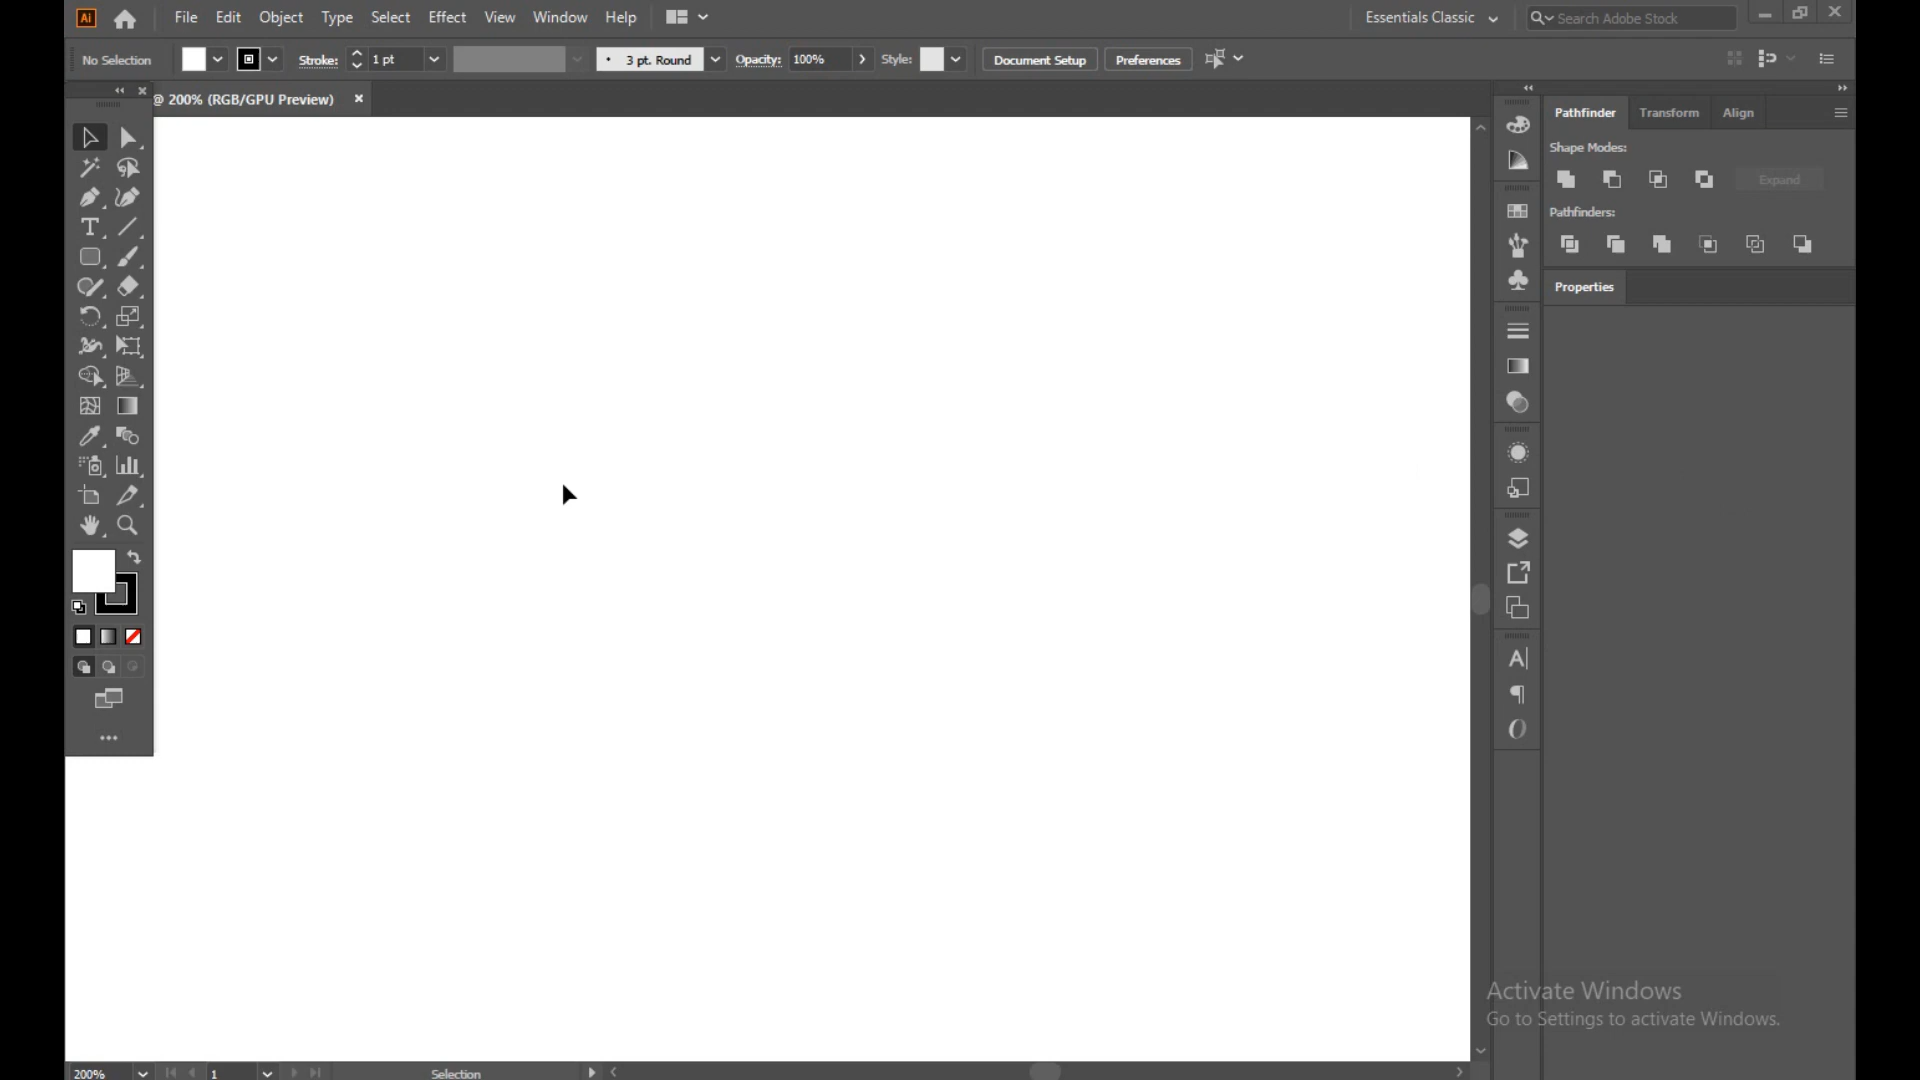 Ai File Edit Object Type Select Effect View Window Help Essentials Classic Search Adobe Stock
No Selection Stroke: 1 pt 3 pt. Round Opacity: 100% Style: Document Setup Preferences
@ 200% (RGB/GPU Preview)
Pathfinder Transform Align
Shape Modes:
Expand
Pathfinders:
Properties
Activate Windows
Go to Settings to activate Windows.
200% 1 Selection